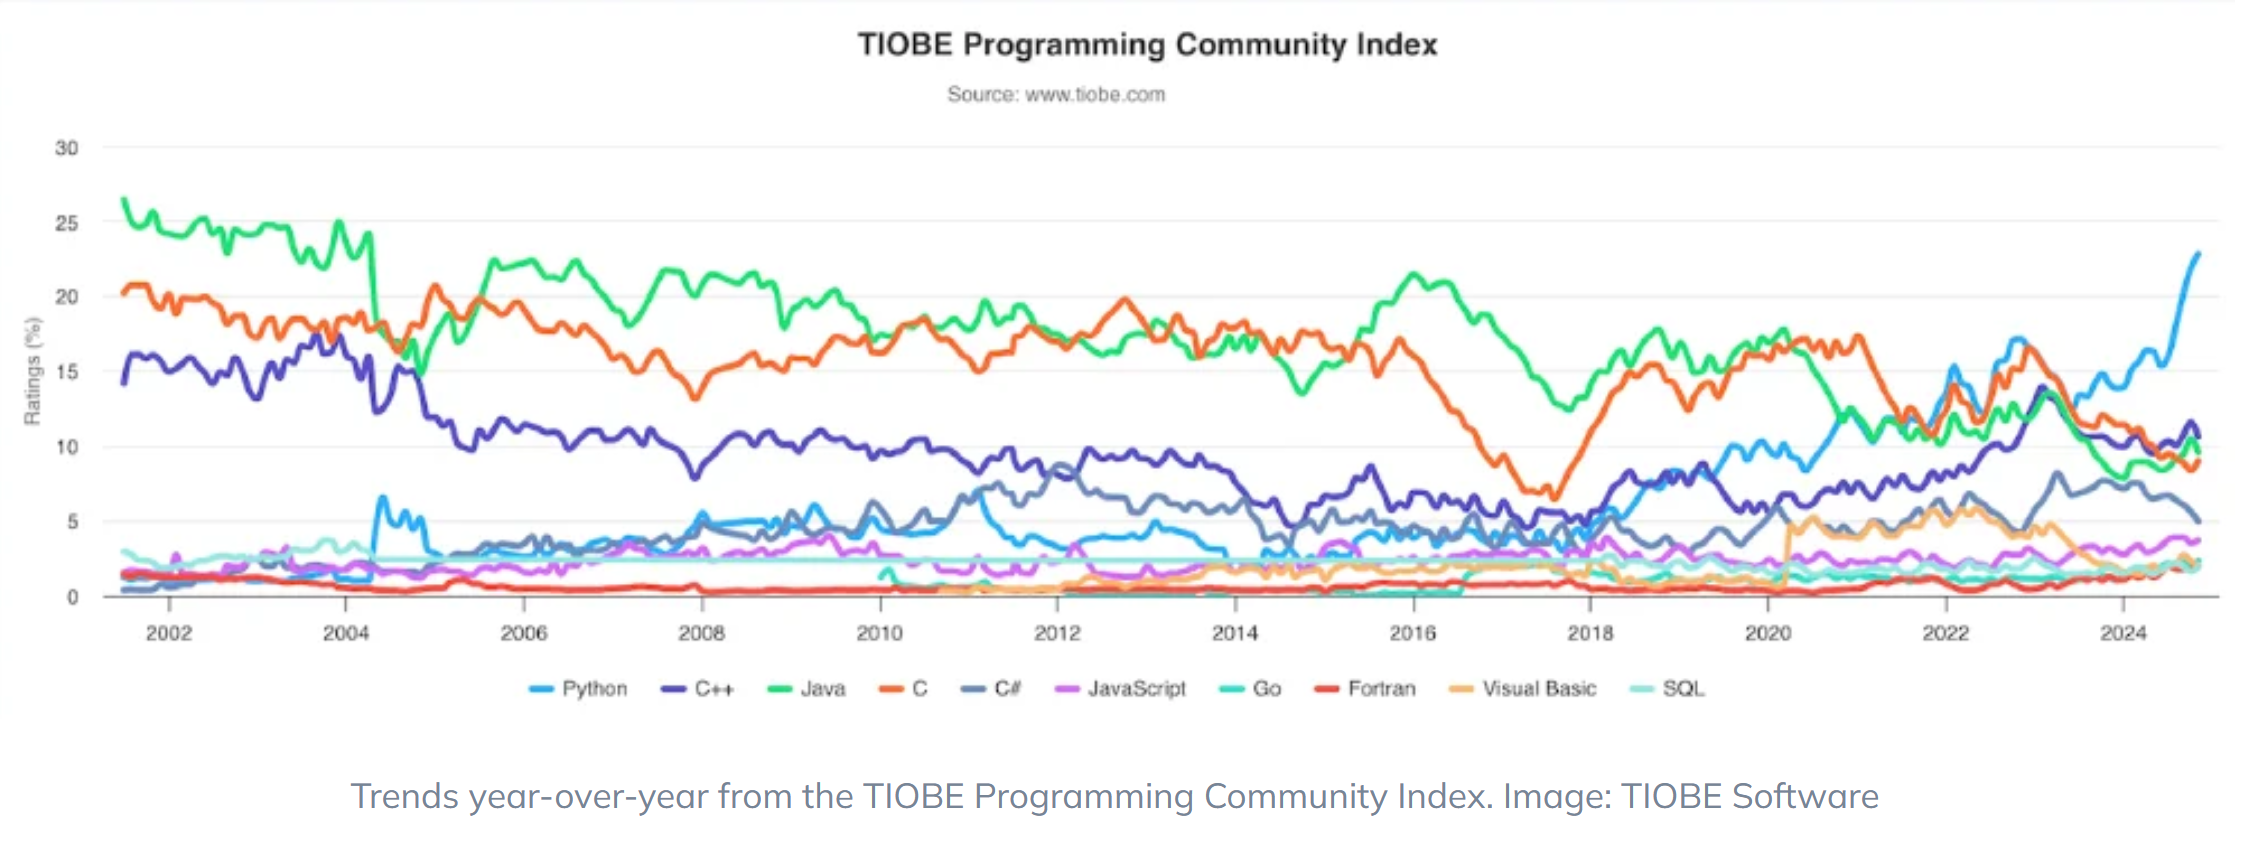 TIOBE Programming Community Index
Source: www.tiobe.com
Ratings (%)
30
25
20
15
10
5
0
2002 2004 2006 2008 2010 2012 2014 2016 2018 2020 2022 2024
Python C++ Java C C# JavaScript Go Fortran Visual Basic SQL
Trends year-over-year from the TIOBE Programming Community Index. Image: TIOBE Software